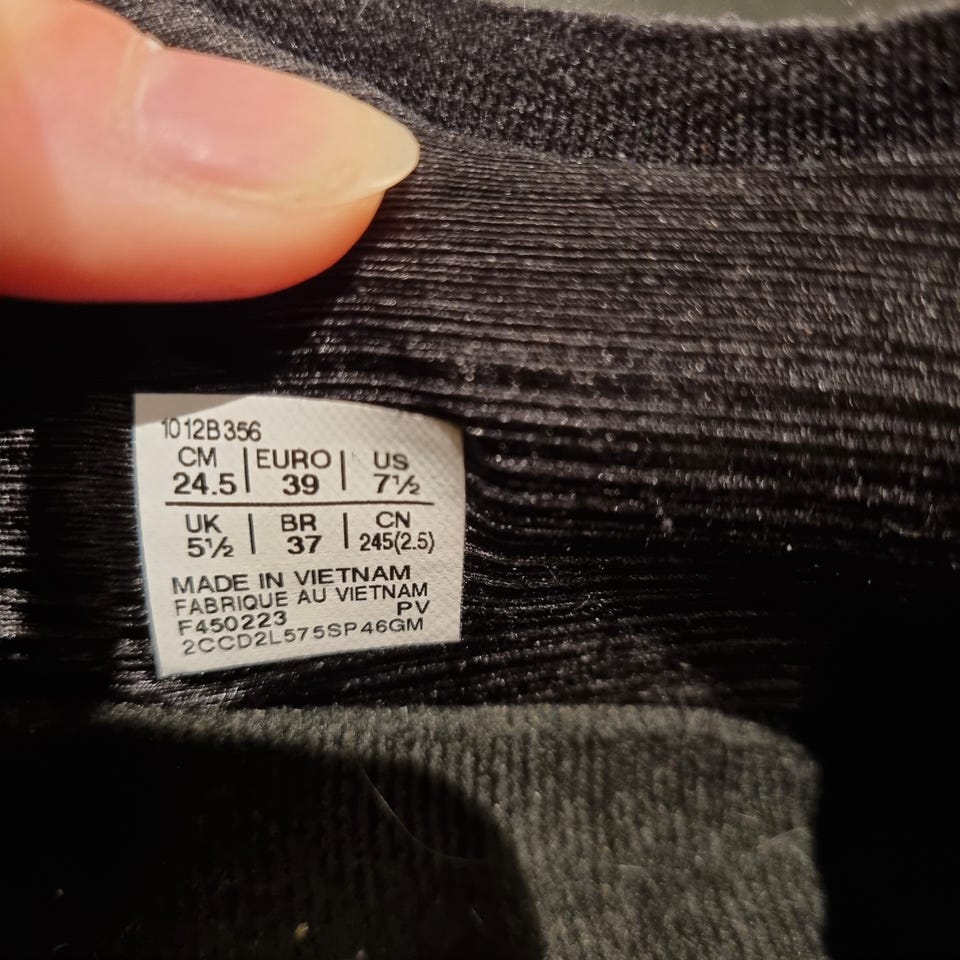 1012B356
CM | EURO | US
24.5 | 39 | 7½
UK | BR | CN
5½ | 37 | 245(2.5)
MADE IN VIETNAM
FABRIQUE AU VIETNAM
F450223 PV
2CCD2L575SP46GM